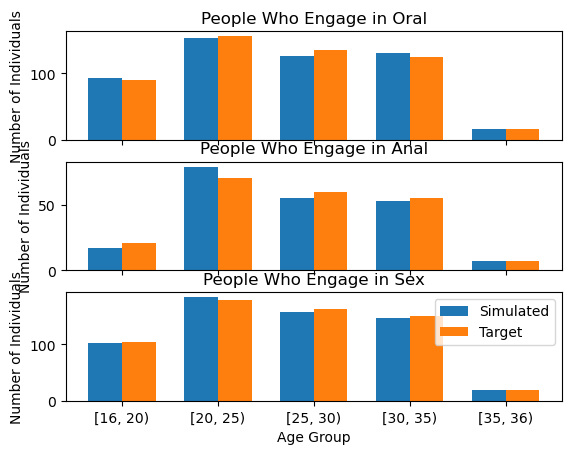 People Who Engage in Oral
Number of Individuals
100
0
People Who Engage in Anal
Number of Individuals
50
0
People Who Engage in Sex
Number of Individuals
100
0
Simulated
Target
[16, 20)
[20, 25)
[25, 30)
[30, 35)
[35, 36)
Age Group